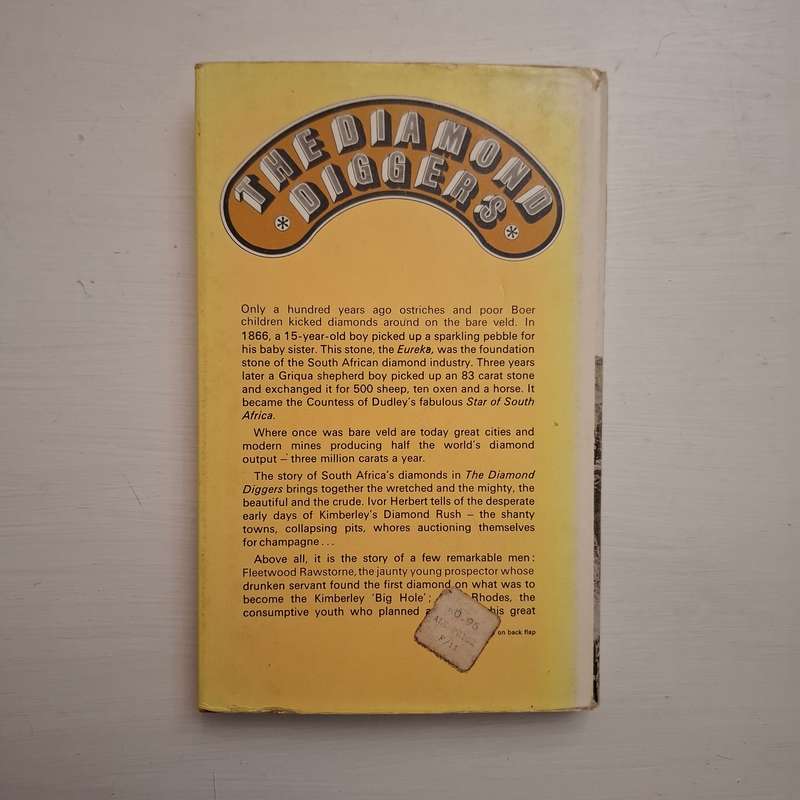 THE DIAMOND
* DIGGERS *
Only a hundred years ago ostriches and poor Boer
children kicked diamonds around on the bare veld. In
1866, a 15-year-old boy picked up a sparkling pebble for
his baby sister. This stone, the Eureka, was the foundation
stone of the South African diamond industry. Three years
later a Griqua shepherd boy picked up an 83 carat stone
and exchanged it for 500 sheep, ten oxen and a horse. It
became the Countess of Dudley's fabulous Star of South
Africa.
Where once was bare veld are today great cities and
modern mines producing half the world's diamond
output – three million carats a year.
The story of South Africa's diamonds in The Diamond
Diggers brings together the wretched and the mighty, the
beautiful and the crude. Ivor Herbert tells of the desperate
early days of Kimberley's Diamond Rush – the shanty
towns, collapsing pits, whores auctioning themselves
for champagne . . .
Above all, it is the story of a few remarkable men:
Fleetwood Rawstorne, the jaunty young prospector whose
drunken servant found the first diamond on what was to
become the Kimberley 'Big Hole'; Rhodes, the
consumptive youth who planned his great
on back flap